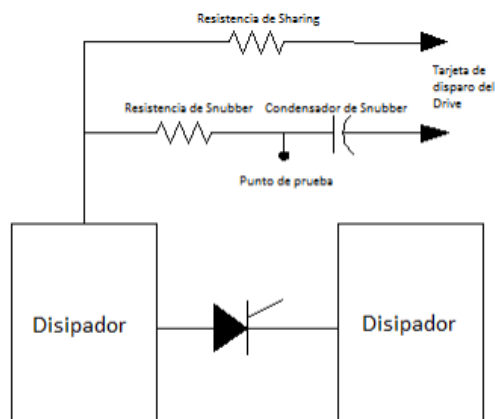 Resistencia de Sharing
Tarjeta de
disparo del
Drive
Resistencia de Snubber
Condensador de Snubber
Punto de prueba
Disipador
Disipador